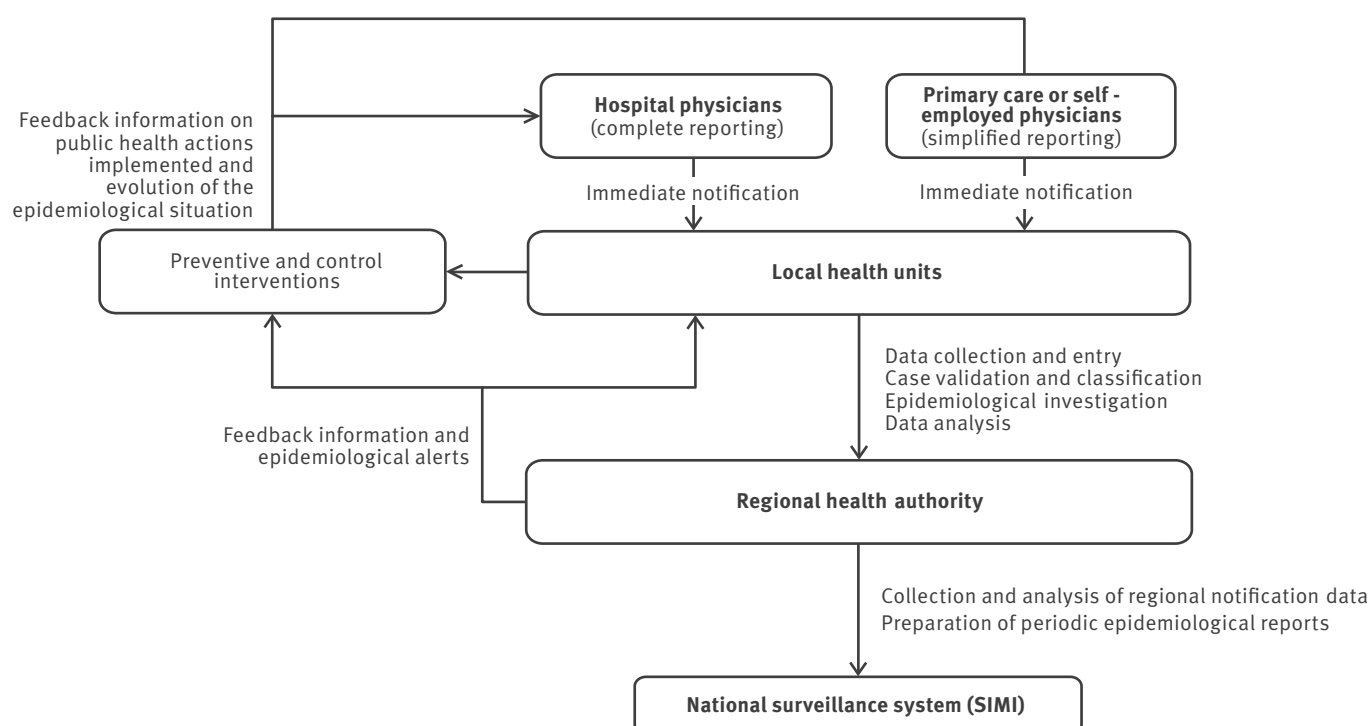 Hospital physicians
(complete reporting)
Primary care or self -
employed physicians
(simplified reporting)
Feedback information on
public health actions
implemented and
evolution of the
epidemiological situation
Immediate notification
Immediate notification
Preventive and control
interventions
Local health units
Data collection and entry
Case validation and classification
Epidemiological investigation
Data analysis
Feedback information and
epidemiological alerts
Regional health authority
Collection and analysis of regional notification data
Preparation of periodic epidemiological reports
National surveillance system (SIMI)